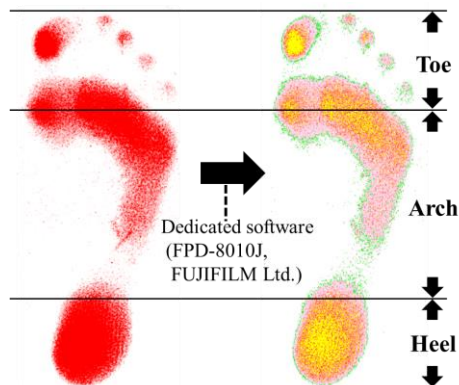 Toe
Arch
Dedicated software
(FPD-8010J,
FUJIFILM Ltd.)
Heel